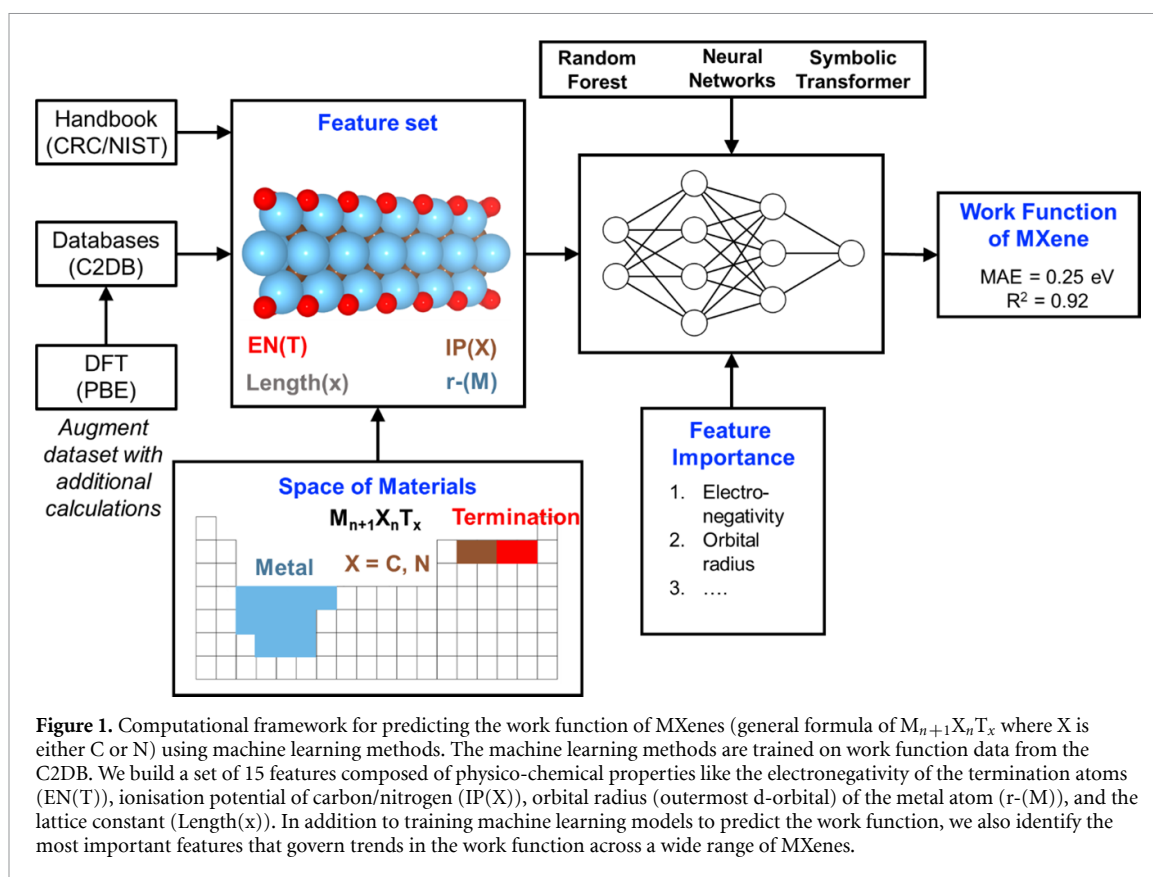 Random Forest
Neural Networks
Symbolic Transformer
Handbook
(CRC/NIST)
Databases
(C2DB)
DFT
(PBE)
Augment
dataset with
additional
calculations
Feature set
EN(T)
IP(X)
Length(x)
r-(M)
Space of Materials
Mₙ₊₁XₙTₓ
Termination
Metal
X = C, N
Work Function
of MXene
MAE = 0.25 eV
R² = 0.92
Feature
Importance
1. Electro-
negativity
2. Orbital
radius
3. ….
Figure 1. Computational framework for predicting the work function of MXenes (general formula of Mₙ₊₁XₙTₓ where X is
either C or N) using machine learning methods. The machine learning methods are trained on work function data from the
C2DB. We build a set of 15 features composed of physico-chemical properties like the electronegativity of the termination atoms
(EN(T)), ionisation potential of carbon/nitrogen (IP(X)), orbital radius (outermost d-orbital) of the metal atom (r-(M)), and the
lattice constant (Length(x)). In addition to training machine learning models to predict the work function, we also identify the
most important features that govern trends in the work function across a wide range of MXenes.